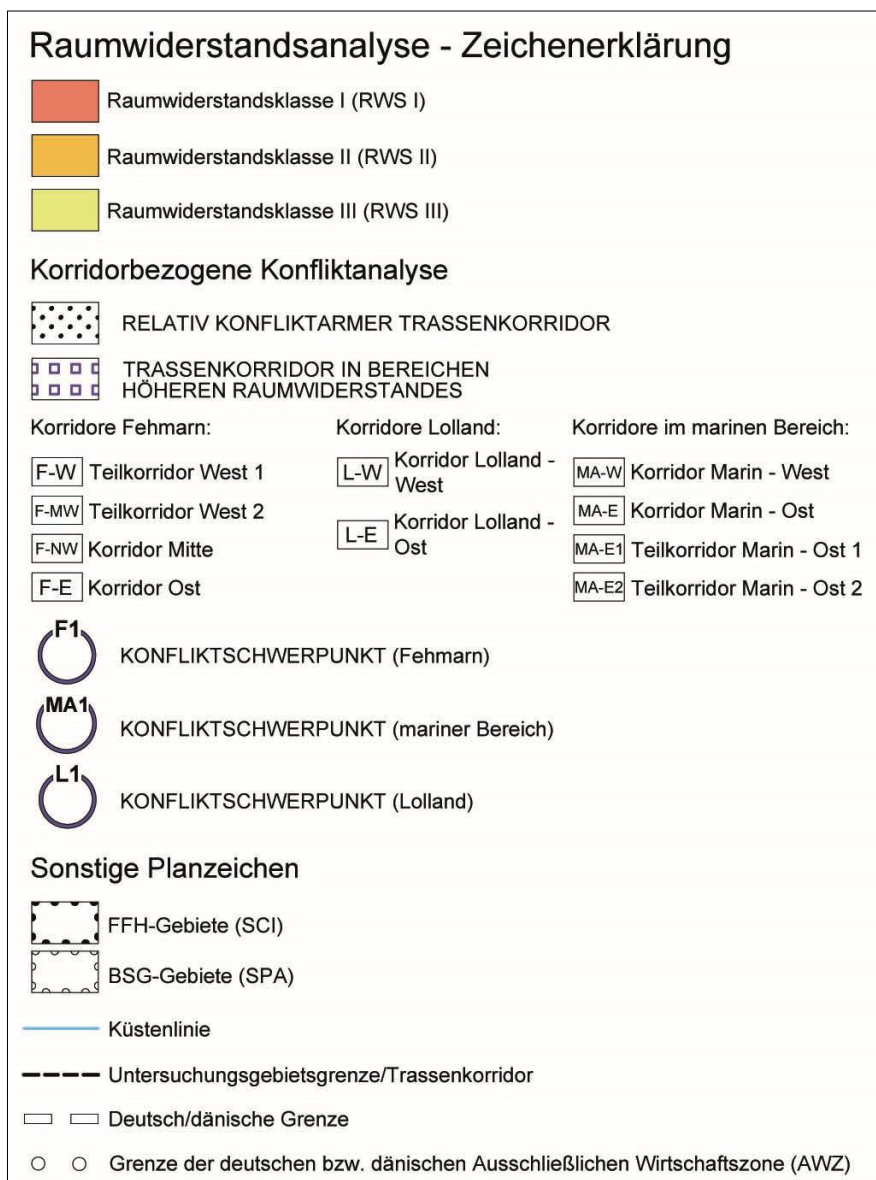 Raumwiderstandsanalyse - Zeichenerklärung
Raumwiderstandsklasse I (RWS I)
Raumwiderstandsklasse II (RWS II)
Raumwiderstandsklasse III (RWS III)
Korridorbezogene Konfliktanalyse
RELATIV KONFLIKTARMER TRASSENKORRIDOR
TRASSENKORRIDOR IN BEREICHEN
HÖHEREN RAUMWIDERSTANDES
Korridore Fehmarn:
F-W Teilkorridor West 1
F-MW Teilkorridor West 2
F-NW Korridor Mitte
F-E Korridor Ost
Korridore Lolland:
L-W Korridor Lolland -
West
L-E Korridor Lolland -
Ost
Korridore im marinen Bereich:
MA-W Korridor Marin - West
MA-E Korridor Marin - Ost
MA-E1 Teilkorridor Marin - Ost 1
MA-E2 Teilkorridor Marin - Ost 2
F1 KONFLIKTSCHWERPUNKT (Fehmarn)
MA1 KONFLIKTSCHWERPUNKT (mariner Bereich)
L1 KONFLIKTSCHWERPUNKT (Lolland)
Sonstige Planzeichen
FFH-Gebiete (SCI)
BSG-Gebiete (SPA)
Küstenlinie
Untersuchungsgebietsgrenze/Trassenkorridor
Deutsch/dänische Grenze
Grenze der deutschen bzw. dänischen Ausschließlichen Wirtschaftszone (AWZ)